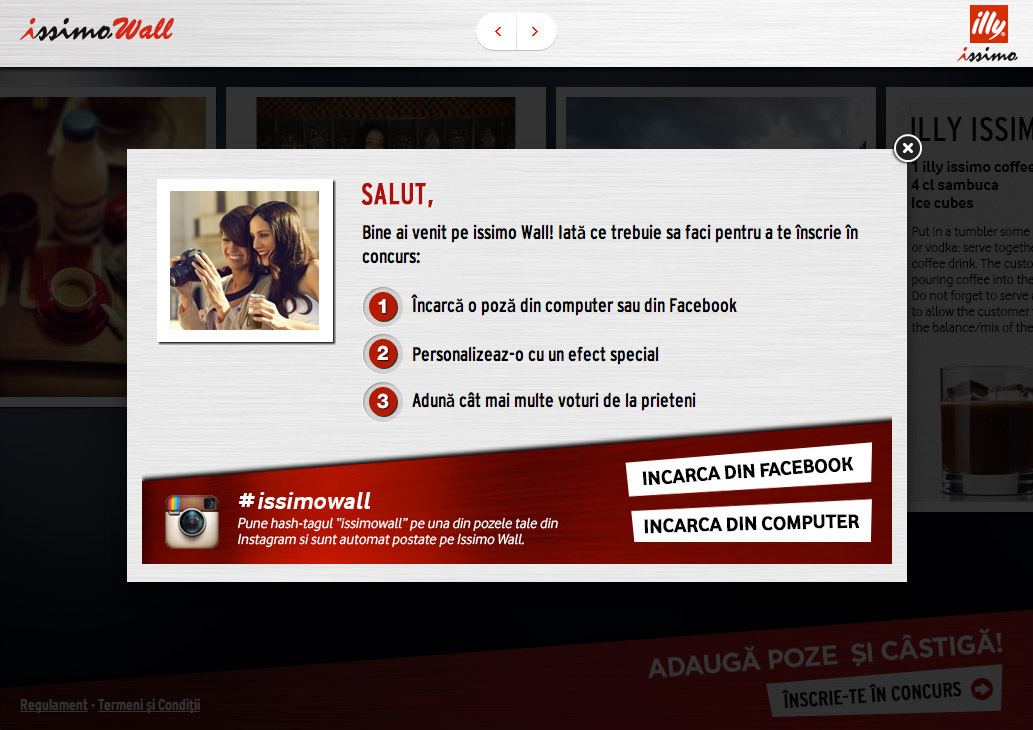 issimoWall
illy
issimo
ILLY ISSIM
1 illy issimo coffee
4 cl sambuca
Ice cubes
Put in a tumbler some
or vodka: serve togethe
coffee drink. The custo
pouring coffee into the
Do not forget to serve
to allow the customer
the balance/mix of the
SALUT,
Bine ai venit pe issimo Wall! Iată ce trebuie sa faci pentru a te înscrie în
concurs:
1 Încarcă o poză din computer sau din Facebook
2 Personalizeaz-o cu un efect special
3 Adună cât mai multe voturi de la prieteni
#issimowall
Pune hash-tagul "issimowall" pe una din pozele tale din
Instagram si sunt automat postate pe Issimo Wall.
INCARCA DIN FACEBOOK
INCARCA DIN COMPUTER
ADAUGĂ POZE ȘI CÂSTIGĂ!
ÎNSCRIE-TE ÎN CONCURS
Regulament • Termeni şi Condiţii